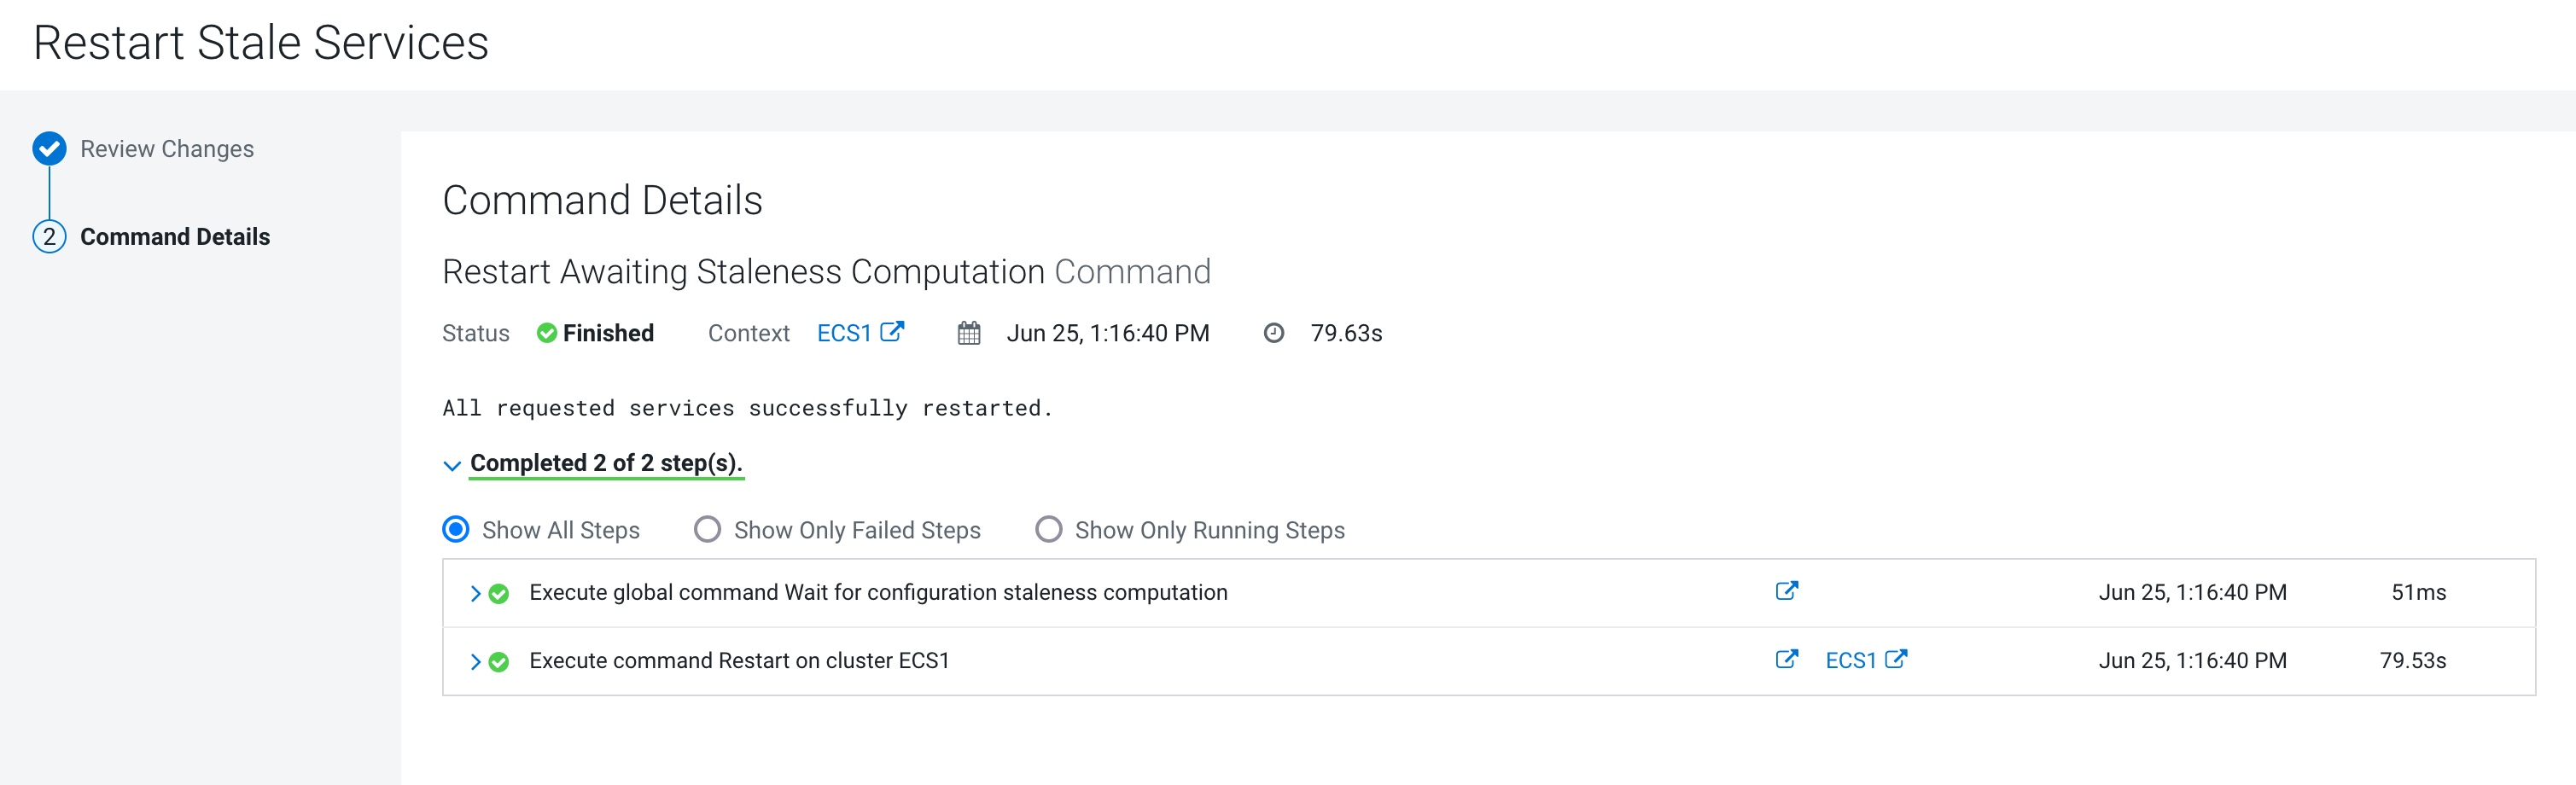 Restart Stale Services
Review Changes
2 Command Details
Command Details
Restart Awaiting Staleness Computation Command
Status Finished Context ECS1 Jun 25, 1:16:40 PM 79.63s
All requested services successfully restarted.
Completed 2 of 2 step(s).
Show All Steps Show Only Failed Steps Show Only Running Steps
Execute global command Wait for configuration staleness computation Jun 25, 1:16:40 PM 51ms
Execute command Restart on cluster ECS1 ECS1 Jun 25, 1:16:40 PM 79.53s